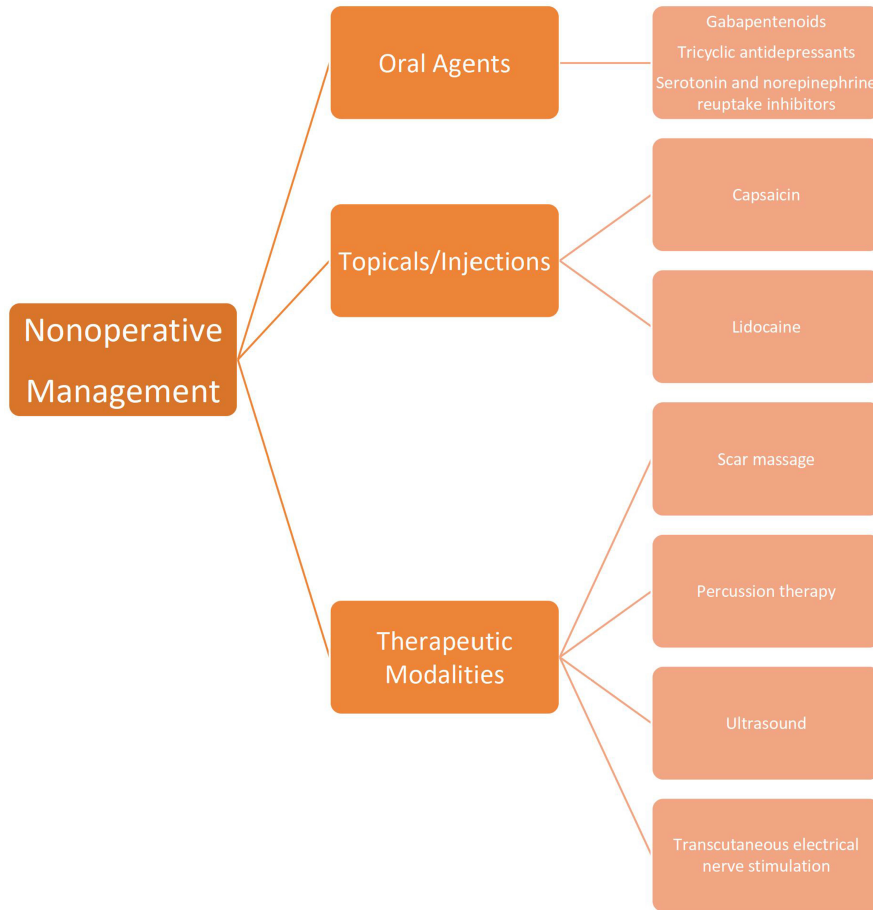 Nonoperative
Management
Oral Agents
Gabapentenoids
Tricyclic antidepressants
Serotonin and norepinephrine
reuptake inhibitors
Topicals/Injections
Capsaicin
Lidocaine
Therapeutic
Modalities
Scar massage
Percussion therapy
Ultrasound
Transcutaneous electrical
nerve stimulation